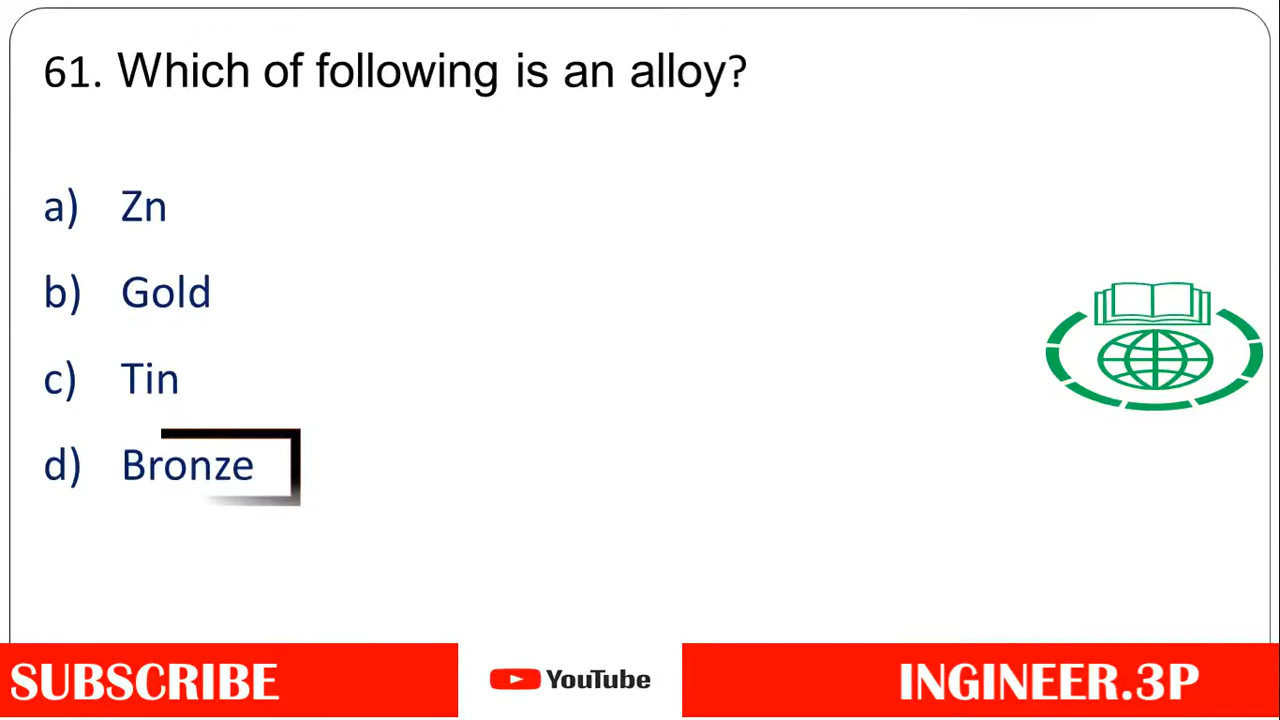 61. Which of following is an alloy?
a) Zn
b) Gold
c) Tin
d) Bronze
SUBSCRIBE YouTube INGINEER.3P